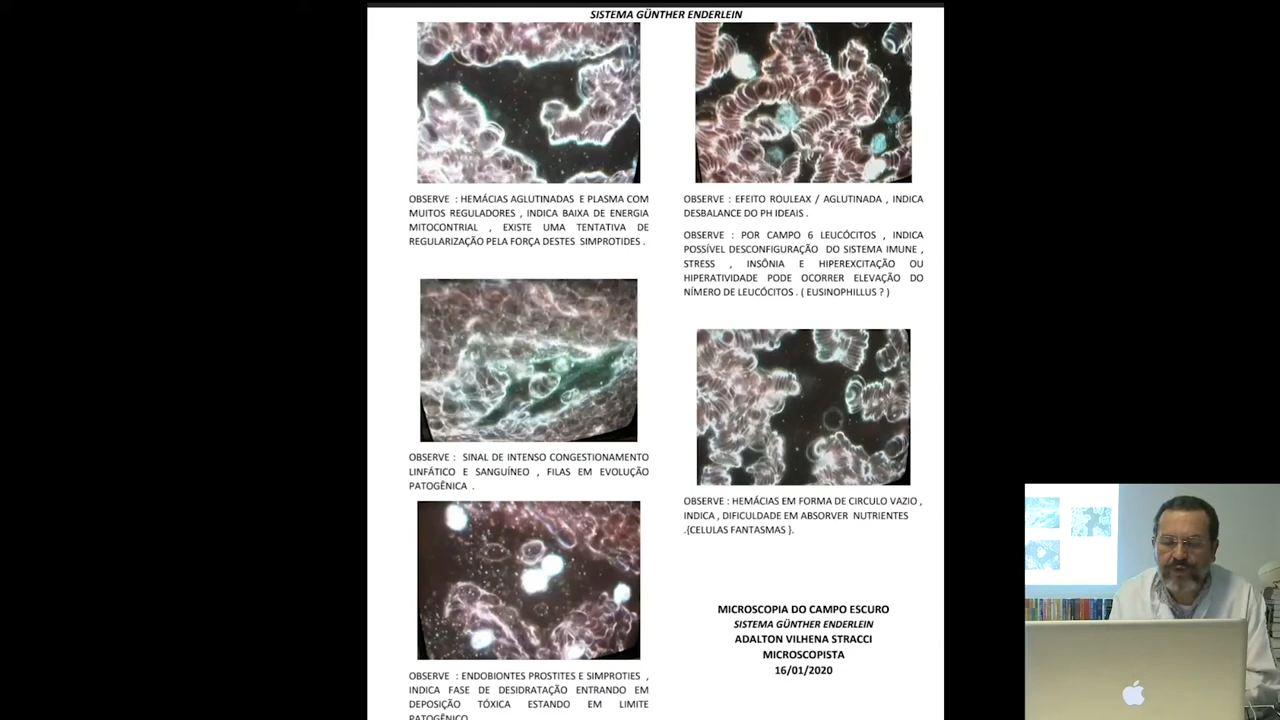 SISTEMA GÜNTHER ENDERLEIN
OBSERVE : HEMÁCIAS AGLUTINADAS E PLASMA COM
MUITOS REGULADORES , INDICA BAIXA DE ENERGIA
MITOCONTRIAL , EXISTE UMA TENTATIVA DE
REGULARIZAÇÃO PELA FORÇA DESTES SIMPROTIDES .
OBSERVE : SINAL DE INTENSO CONGESTIONAMENTO
LINFÁTICO E SANGUÍNEO , FILAS EM EVOLUÇÃO
PATOGÊNICA .
OBSERVE : ENDOBIONTES PROSTITES E SIMPROTIES ,
INDICA FASE DE DESIDRATAÇÃO ENTRANDO EM
DEPOSIÇÃO TÓXICA ESTANDO EM LIMITE
PATOGÊNICO
OBSERVE : EFEITO ROULEAX / AGLUTINADA , INDICA
DESBALANCE DO PH IDEAIS .
OBSERVE : POR CAMPO 6 LEUCÓCITOS , INDICA
POSSÍVEL DESCONFIGURAÇÃO DO SISTEMA IMUNE ,
STRESS , INSÔNIA E HIPEREXCITAÇÃO OU
HIPERATIVIDADE PODE OCORRER ELEVAÇÃO DO
NÍMERO DE LEUCÓCITOS . ( EUSINOPHILLUS ? )
OBSERVE : HEMÁCIAS EM FORMA DE CIRCULO VAZIO ,
INDICA , DIFICULDADE EM ABSORVER NUTRIENTES
.{CELULAS FANTASMAS }.
MICROSCOPIA DO CAMPO ESCURO
SISTEMA GÜNTHER ENDERLEIN
ADALTON VILHENA STRACCI
MICROSCOPISTA
16/01/2020